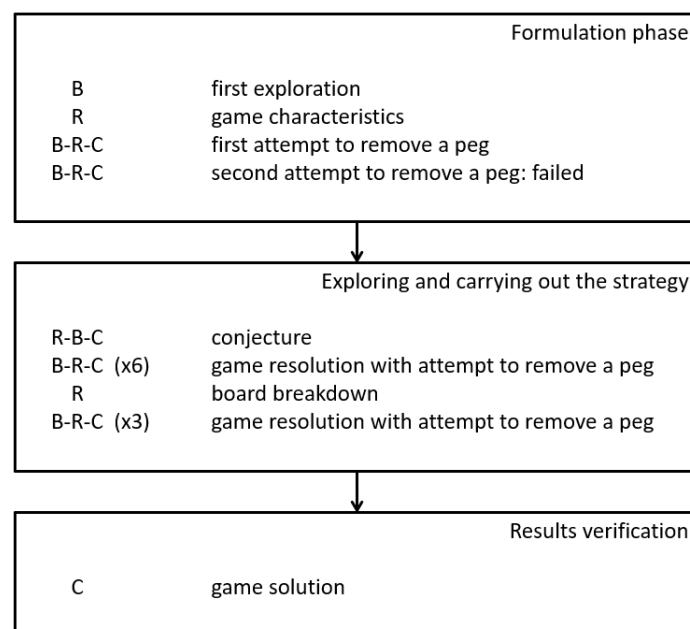 Formulation phase
B first exploration
R game characteristics
B-R-C first attempt to remove a peg
B-R-C second attempt to remove a peg: failed
Exploring and carrying out the strategy
R-B-C conjecture
B-R-C (x6) game resolution with attempt to remove a peg
R board breakdown
B-R-C (x3) game resolution with attempt to remove a peg
Results verification
C game solution